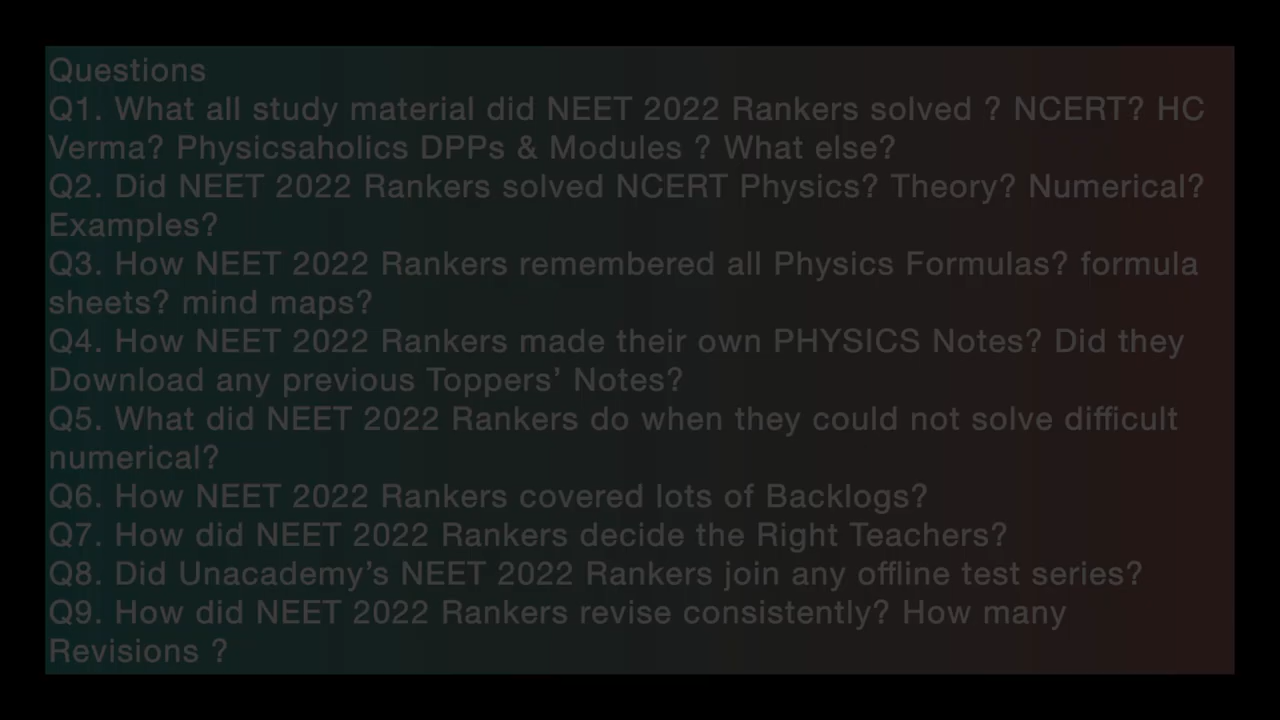 Questions
Q1. What all study material did NEET 2022 Rankers solved ? NCERT? HC
Verma? Physicsaholics DPPs & Modules ? What else?
Q2. Did NEET 2022 Rankers solved NCERT Physics? Theory? Numerical?
Examples?
Q3. How NEET 2022 Rankers remembered all Physics Formulas? formula
sheets? mind maps?
Q4. How NEET 2022 Rankers made their own PHYSICS Notes? Did they
Download any previous Toppers’ Notes?
Q5. What did NEET 2022 Rankers do when they could not solve difficult
numerical?
Q6. How NEET 2022 Rankers covered lots of Backlogs?
Q7. How did NEET 2022 Rankers decide the Right Teachers?
Q8. Did Unacademy’s NEET 2022 Rankers join any offline test series?
Q9. How did NEET 2022 Rankers revise consistently? How many
Revisions ?